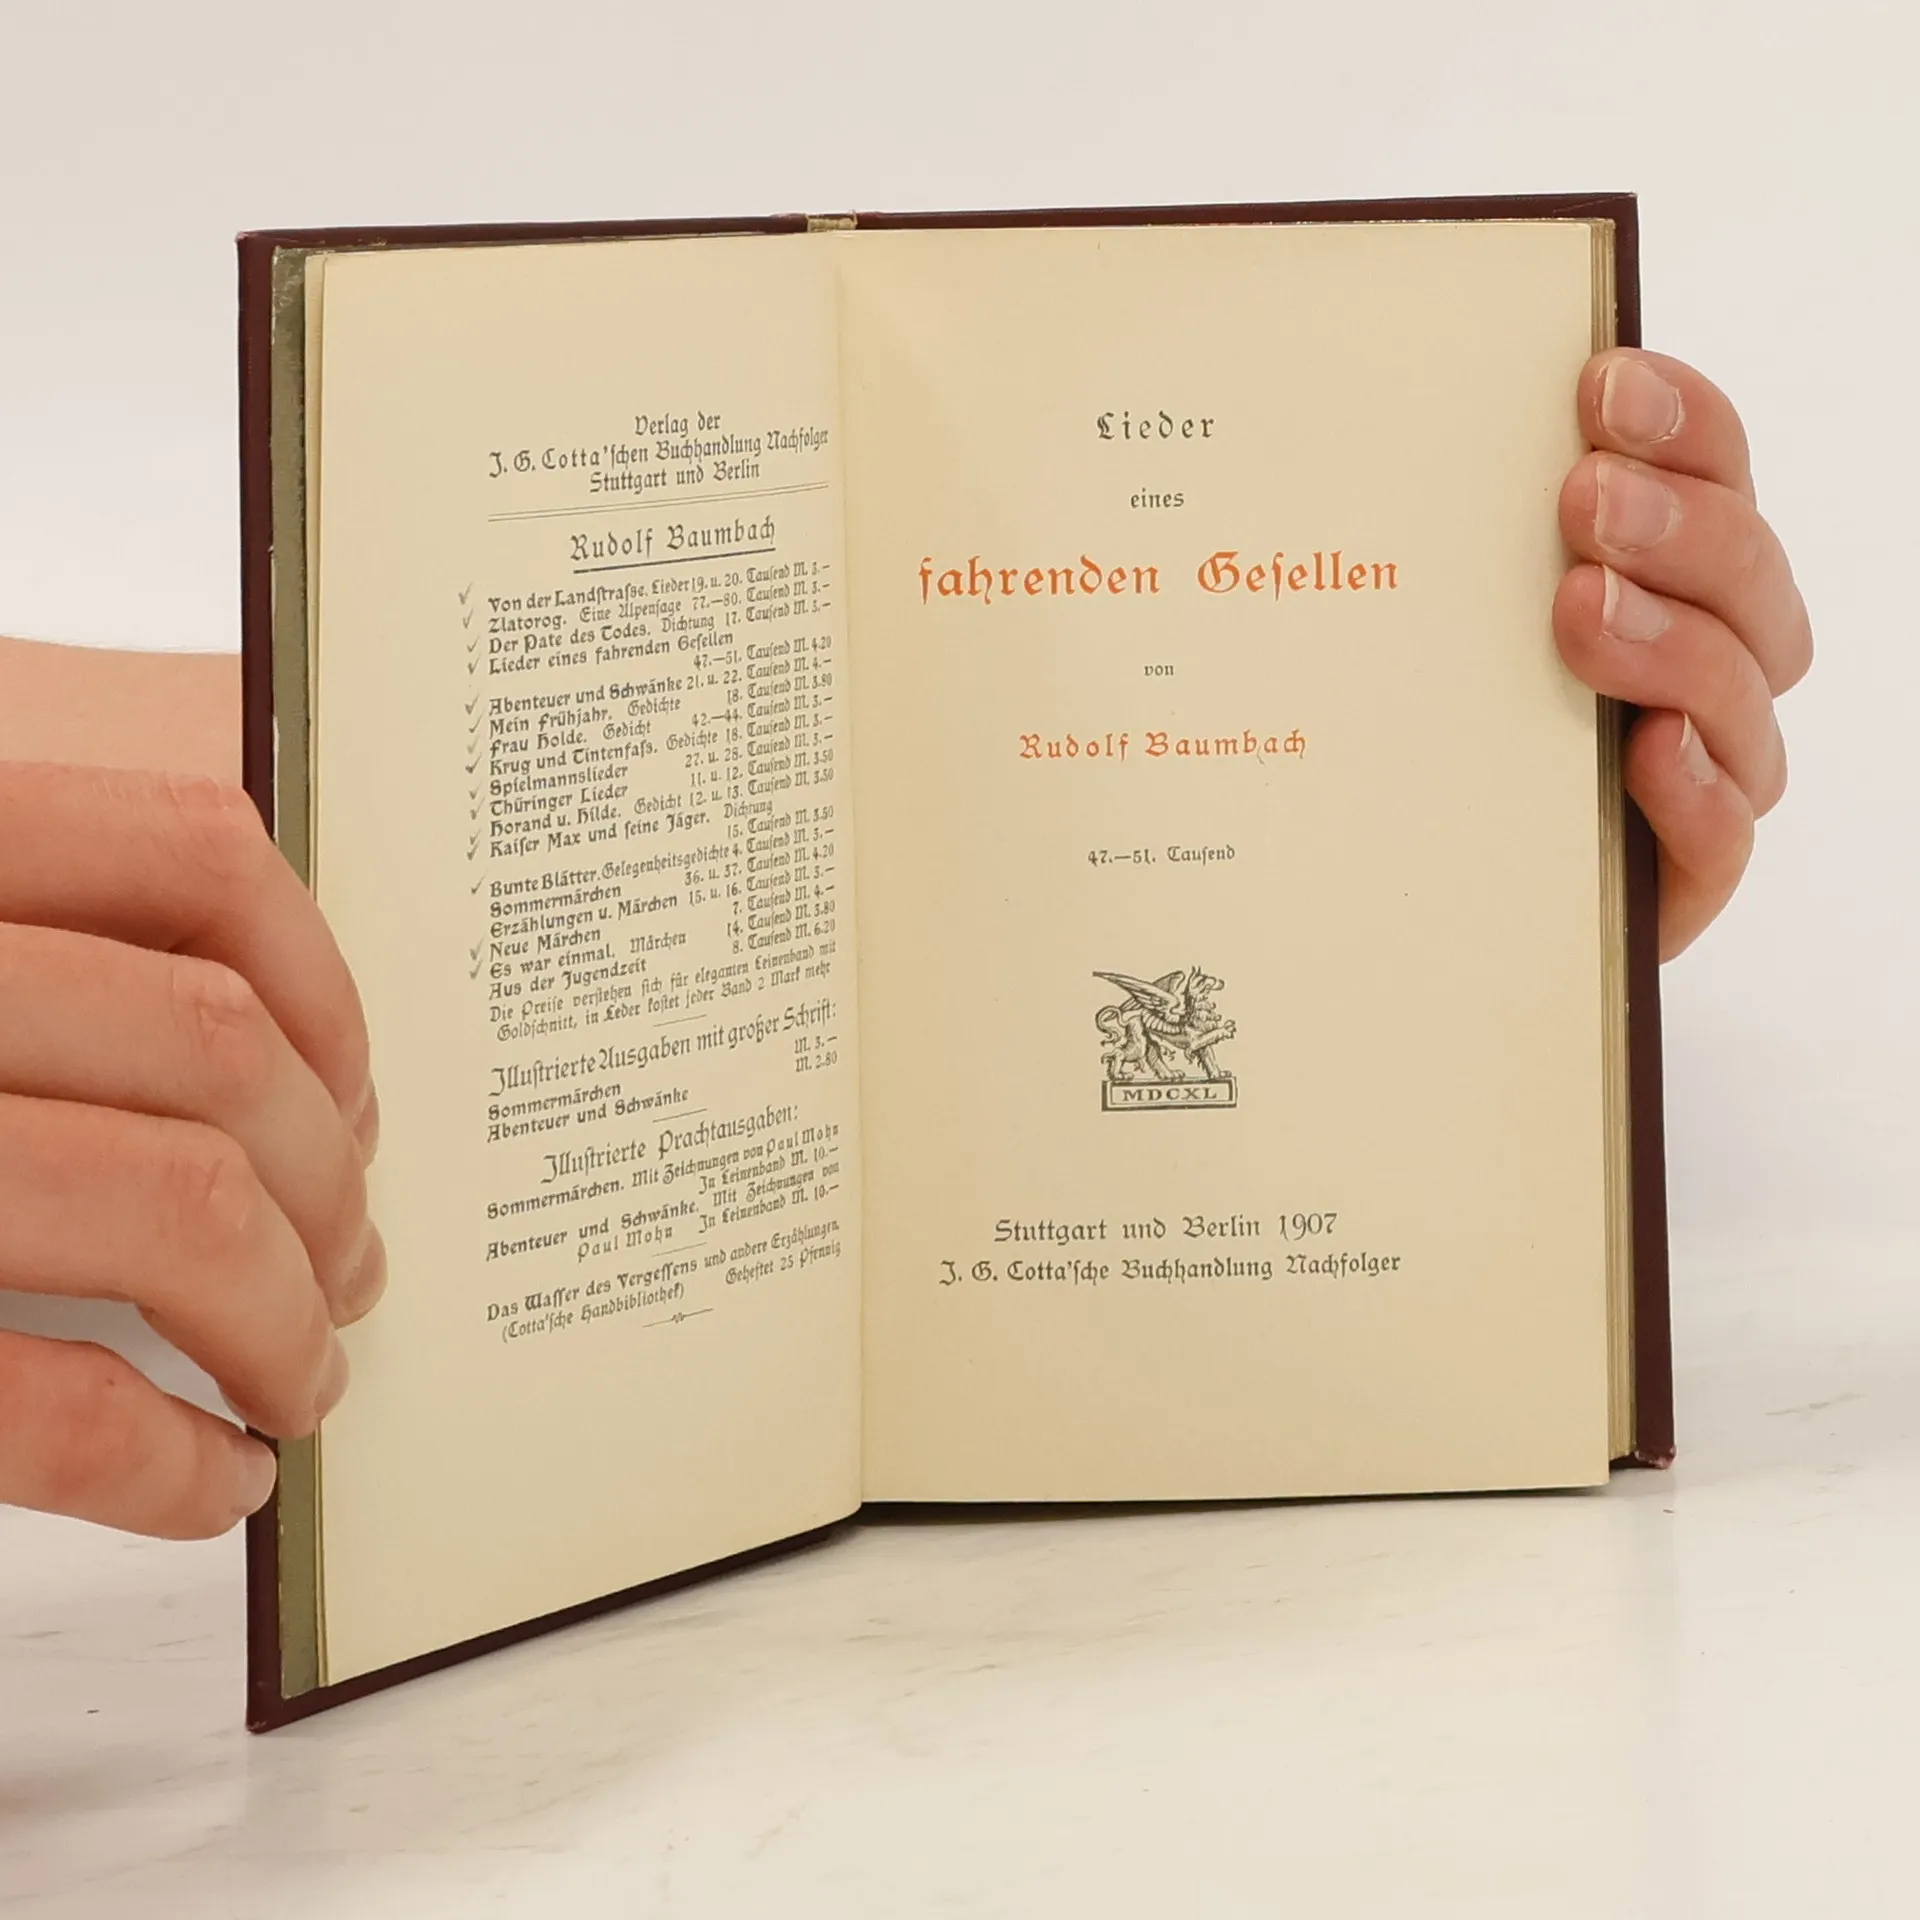 Verlag der
J. G. Cotta'schen Buchhandlung Nachfolger
Stuttgart und Berlin
Rudolf Baumbach
Von der Landstraße. Lieder 19. u. 20. Tausend M. 3.—
Zlatorog. Eine Alpensage 77.—80. Tausend M. 3.—
Der Pate des Todes. Dichtung 17. Tausend M. 3.—
Lieder eines fahrenden Gesellen
47.—51. Tausend M. 4.20
Abenteuer und Schwänke 21. u. 22. Tausend M. 4.—
Mein Frühjahr. Gedichte 18. Tausend M. 3.80
Frau Holde. Gedicht 42.—44. Tausend M. 3.—
Krug und Tintenfaß. Gedichte 18. Tausend M. 3.—
Spielmannslieder 27. u. 28. Tausend M. 3.—
Thüringer Lieder 11. u. 12. Tausend M. 3.50
Horand u. Hilde. Gedicht 12. u. 13. Tausend M. 3.50
Kaiser Max und seine Jäger. Dichtung
15. Tausend M. 3.50
Bunte Blätter. Gelegenheitsgedichte 4. Tausend M. 3.—
Sommermärchen 36. u. 37. Tausend M. 4.20
Erzählungen u. Märchen 15. u. 16. Tausend M. 3.—
Neue Märchen 7. Tausend M. 4.—
Es war einmal. Märchen 14. Tausend M. 3.80
Aus der Jugendzeit 8. Tausend M. 6.20
Die Preise verstehen sich für eleganten Leinenband mit
Goldschnitt, in Leder kostet jeder Band 2 Mark mehr
Illustrierte Ausgaben mit großer Schrift:
Sommermärchen M. 3.—
Abenteuer und Schwänke M. 2.80
Illustrierte Prachtausgaben:
Sommermärchen. Mit Zeichnungen von Paul Mohn
In Leinenband M. 10.—
Abenteuer und Schwänke. Mit Zeichnungen von
Paul Mohn In Leinenband M. 10.—
Das Wasser des Vergessens und andere Erzählungen.
(Cotta'sche Handbibliothek) Geheftet 25 Pfennig
Lieder
eines
fahrenden Gesellen
von
Rudolf Baumbach
47.—51. Tausend
MDCXL
Stuttgart und Berlin 1907
J. G. Cotta'sche Buchhandlung Nachfolger